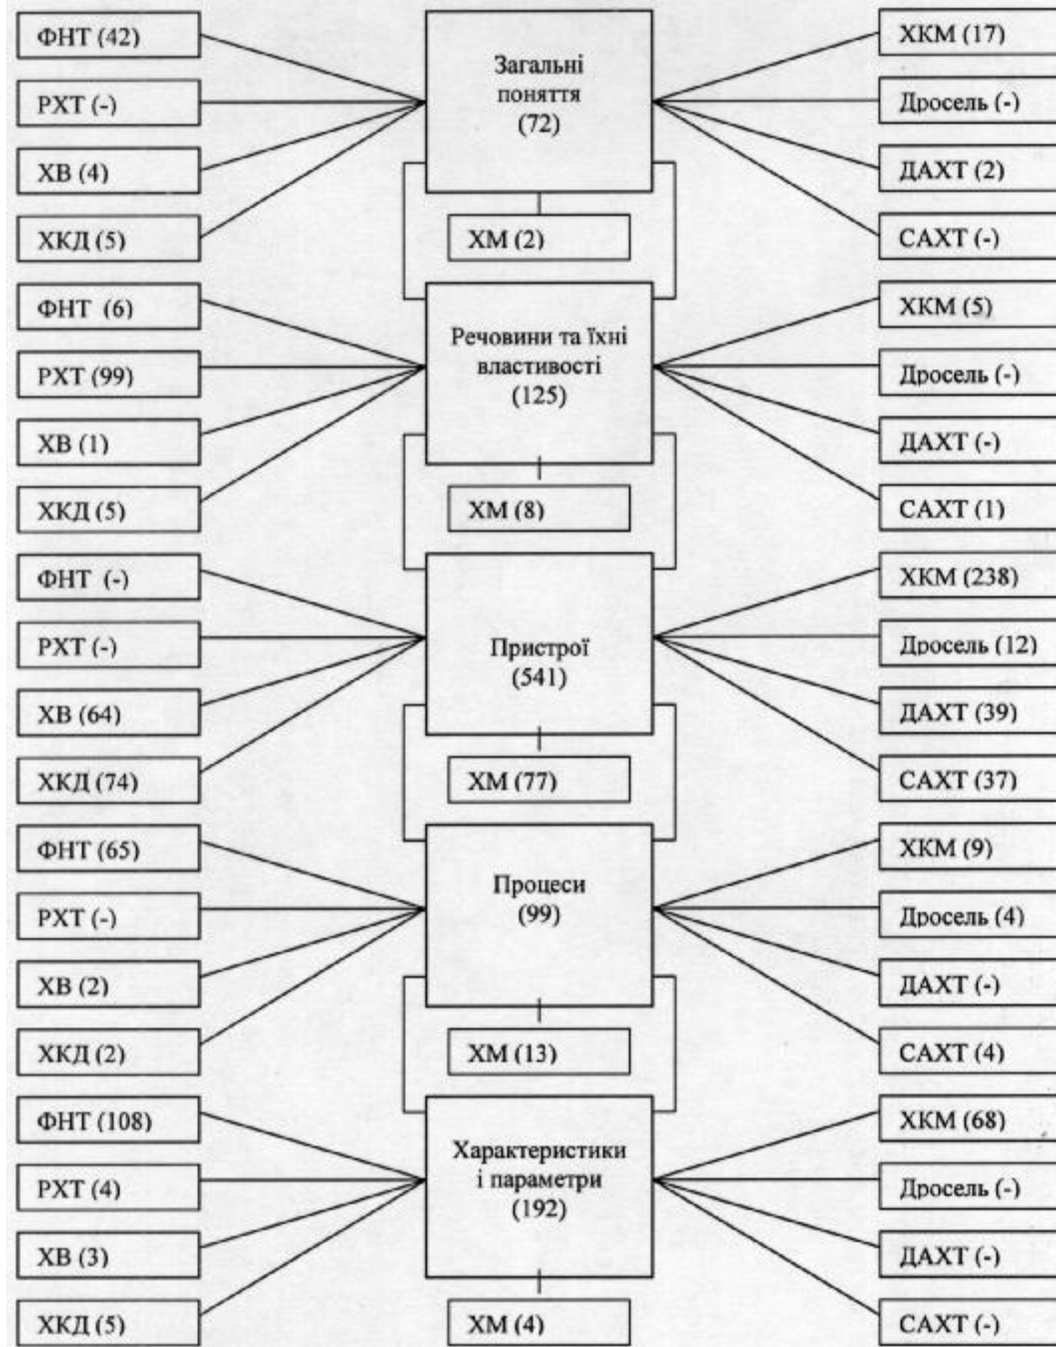 ФНТ (42)
РХТ (-)
ХВ (4)
ХКД (5)
Загальні
поняття
(72)
ХМ (2)
ХКМ (17)
Дросель (-)
ДАХТ (2)
САХТ (-)
ФНТ (6)
РХТ (99)
ХВ (1)
ХКД (5)
Речовини та їхні
властивості
(125)
ХМ (8)
ХКМ (5)
Дросель (-)
ДАХТ (-)
САХТ (1)
ФНТ (-)
РХТ (-)
ХВ (64)
ХКД (74)
Пристрої
(541)
ХМ (77)
ХКМ (238)
Дросель (12)
ДАХТ (39)
САХТ (37)
ФНТ (65)
РХТ (-)
ХВ (2)
ХКД (2)
Процеси
(99)
ХМ (13)
ХКМ (9)
Дросель (4)
ДАХТ (-)
САХТ (4)
ФНТ (108)
РХТ (4)
ХВ (3)
ХКД (5)
Характеристики
і параметри
(192)
ХМ (4)
ХКМ (68)
Дросель (-)
ДАХТ (-)
САХТ (-)